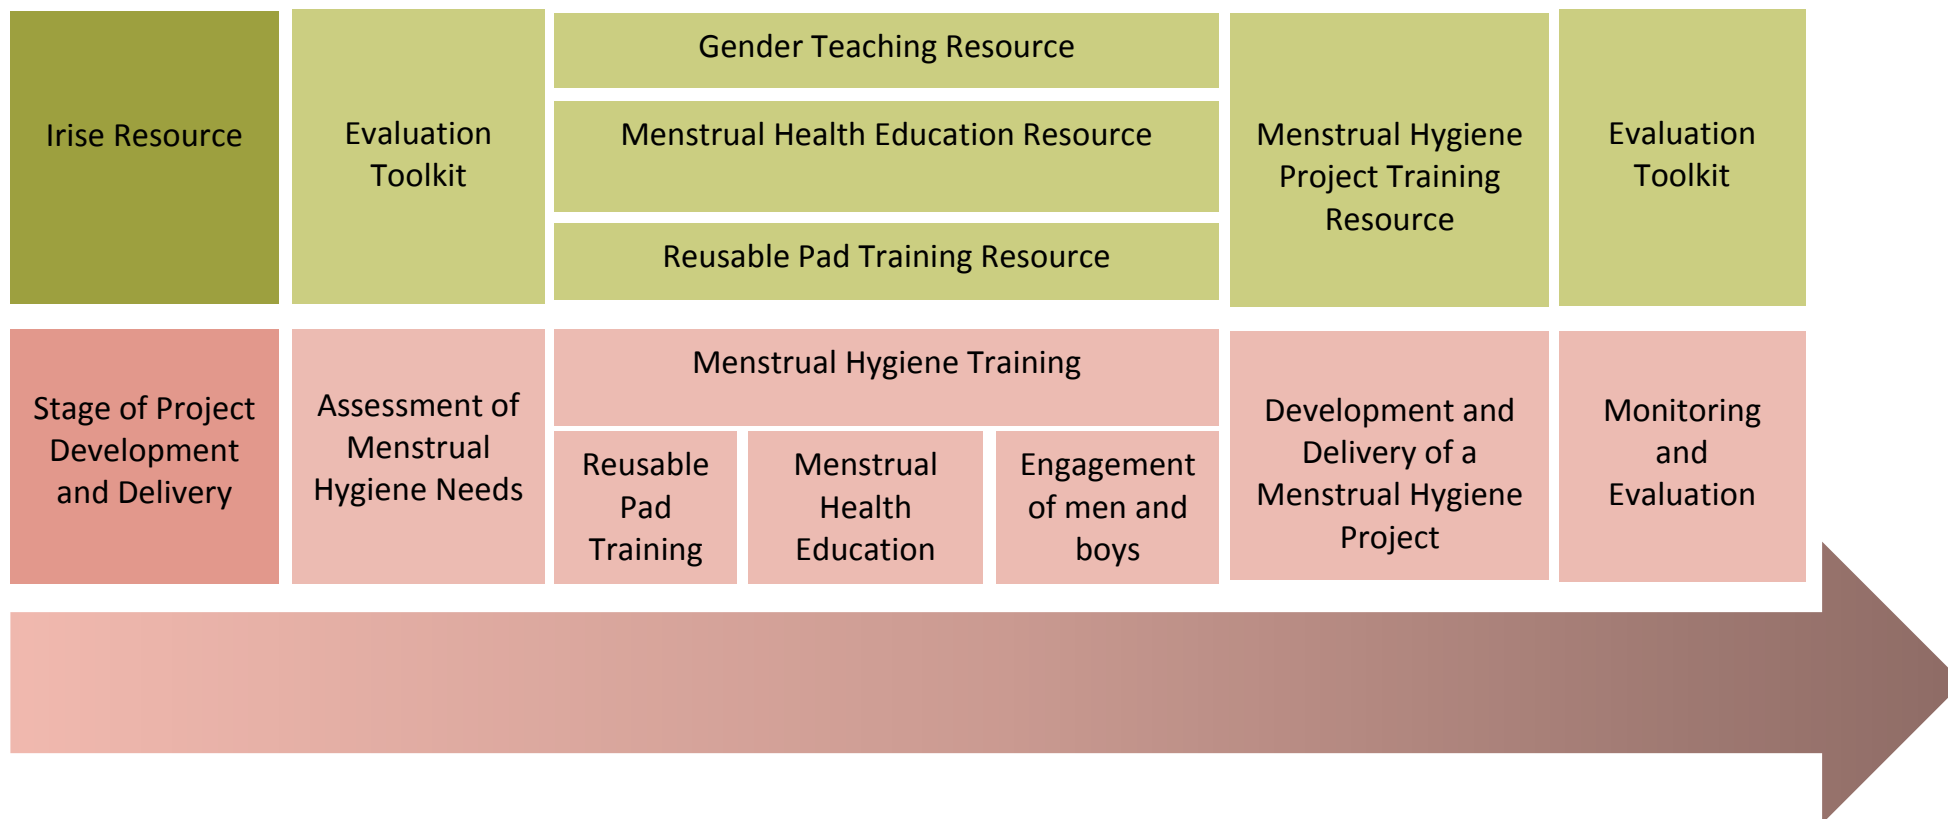 Irise Resource
Evaluation
Toolkit
Gender Teaching Resource
Menstrual Health Education Resource
Reusable Pad Training Resource
Menstrual Hygiene
Project Training
Resource
Evaluation
Toolkit
Stage of Project
Development
and Delivery
Assessment of
Menstrual
Hygiene Needs
Menstrual Hygiene Training
Reusable
Pad
Training
Menstrual
Health
Education
Engagement
of men and
boys
Development and
Delivery of a
Menstrual Hygiene
Project
Monitoring
and
Evaluation